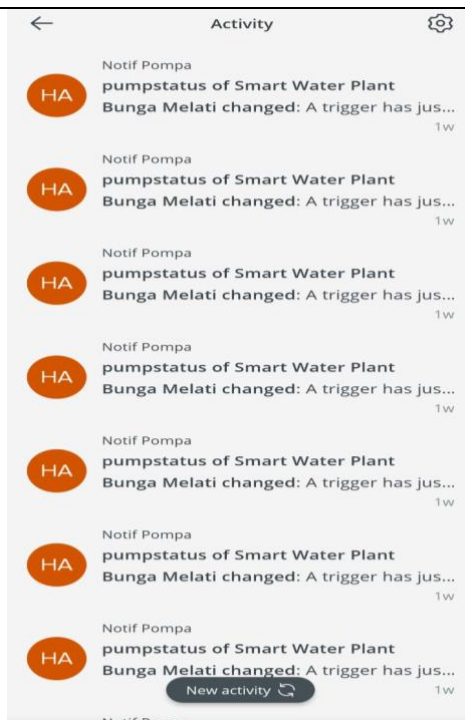 Activity
Notif Pompa
HA
pumpstatus of Smart Water Plant
Bunga Melati changed: A trigger has jus...
1w
Notif Pompa
HA
pumpstatus of Smart Water Plant
Bunga Melati changed: A trigger has jus...
1w
Notif Pompa
HA
pumpstatus of Smart Water Plant
Bunga Melati changed: A trigger has jus...
1w
Notif Pompa
HA
pumpstatus of Smart Water Plant
Bunga Melati changed: A trigger has jus...
1w
Notif Pompa
HA
pumpstatus of Smart Water Plant
Bunga Melati changed: A trigger has jus...
1w
Notif Pompa
HA
pumpstatus of Smart Water Plant
Bunga Melati changed: A trigger has jus...
1w
Notif Pompa
HA
pumpstatus of Smart Water Plant
Bunga Melati changed: A trigger has jus...
New activity
1w